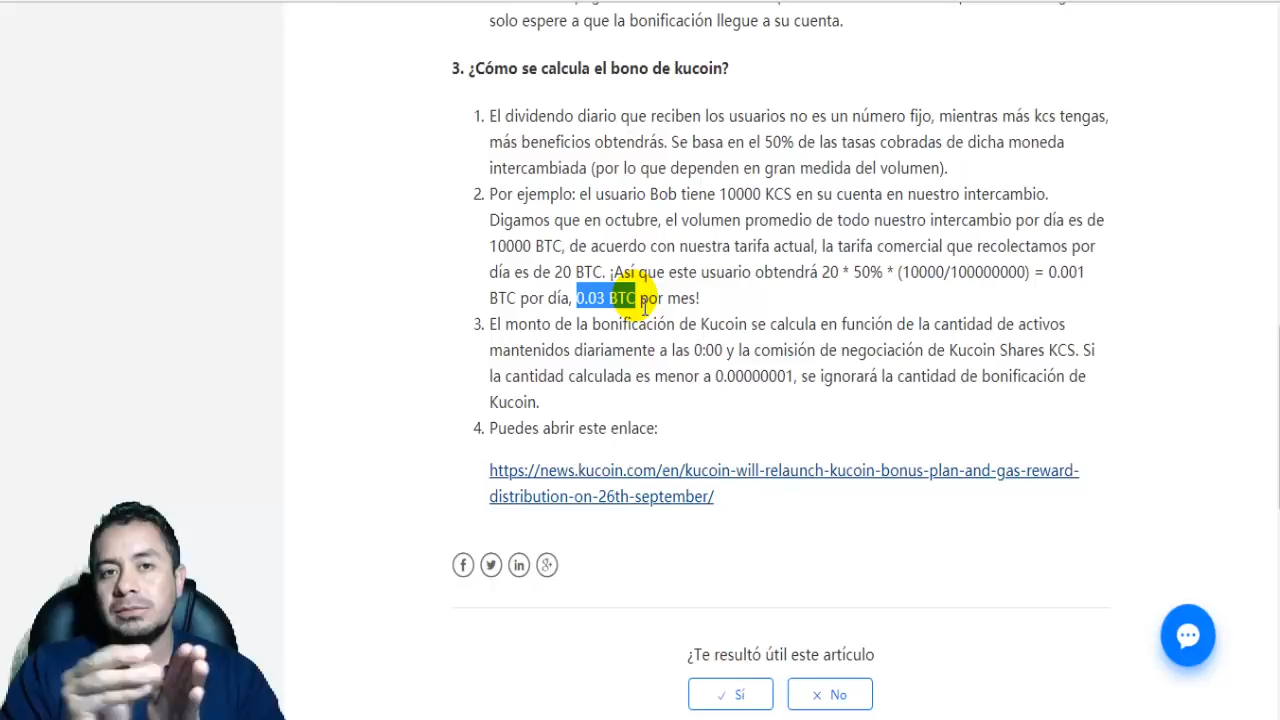 solo espere a que la bonificación llegue a su cuenta.
3. ¿Cómo se calcula el bono de kucoin?
1. El dividendo diario que reciben los usuarios no es un número fijo, mientras más kcs tengas,
más beneficios obtendrás. Se basa en el 50% de las tasas cobradas de dicha moneda
intercambiada (por lo que dependen en gran medida del volumen).
2. Por ejemplo: el usuario Bob tiene 10000 KCS en su cuenta en nuestro intercambio.
Digamos que en octubre, el volumen promedio de todo nuestro intercambio por día es de
10000 BTC, de acuerdo con nuestra tarifa actual, la tarifa comercial que recolectamos por
día es de 20 BTC. ¡Así que este usuario obtendrá 20 * 50% * (10000/100000000) = 0.001
BTC por día, 0.03 BTC por mes!
3. El monto de la bonificación de Kucoin se calcula en función de la cantidad de activos
mantenidos diariamente a las 0:00 y la comisión de negociación de Kucoin Shares KCS. Si
la cantidad calculada es menor a 0.00000001, se ignorará la cantidad de bonificación de
Kucoin.
4. Puedes abrir este enlace:
https://news.kucoin.com/en/kucoin-will-relaunch-kucoin-bonus-plan-and-gas-reward-
distribution-on-26th-september/
¿Te resultó útil este artículo
Sí
No